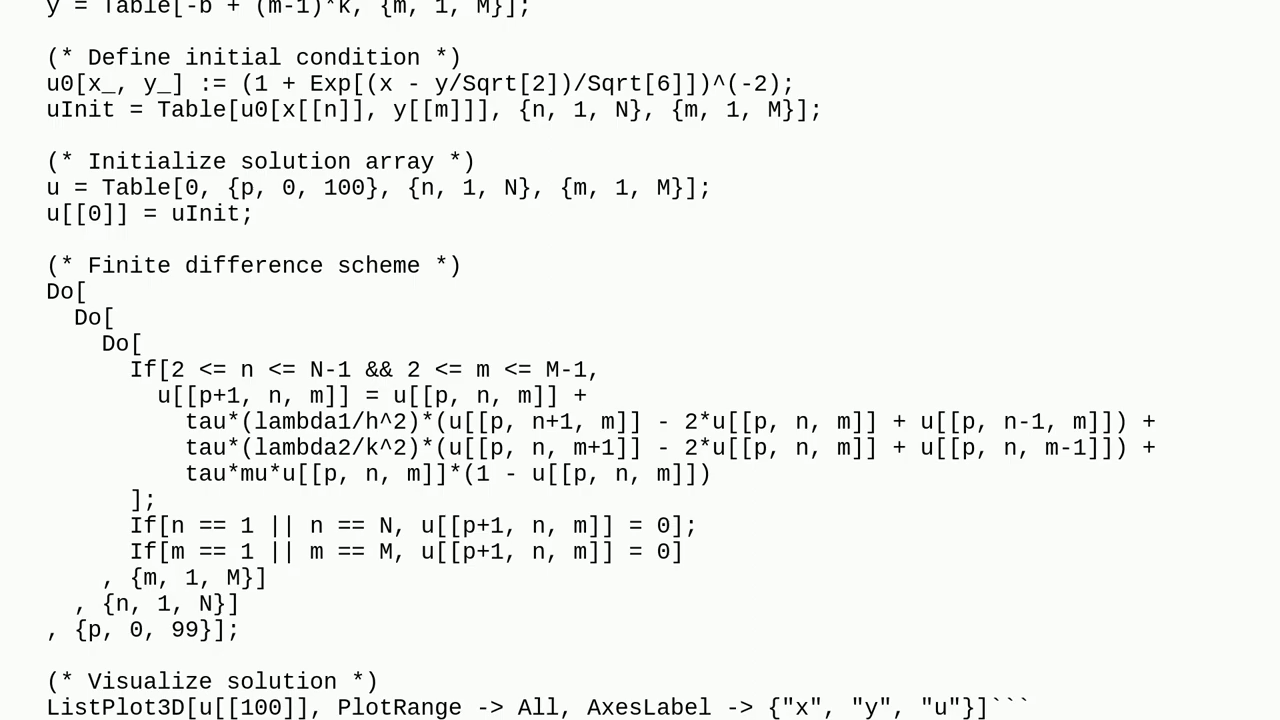 y = Table[-b + (m-1)*k, {m, 1, M}];
(* Define initial condition *)
u0[x_, y_] := (1 + Exp[(x - y/Sqrt[2])/Sqrt[6]])^(-2);
uInit = Table[u0[x[[n]], y[[m]]], {n, 1, N}, {m, 1, M}];
(* Initialize solution array *)
u = Table[0, {p, 0, 100}, {n, 1, N}, {m, 1, M}];
u[[0]] = uInit;
(* Finite difference scheme *)
Do[
  Do[
    Do[
      If[2 <= n <= N-1 && 2 <= m <= M-1,
        u[[p+1, n, m]] = u[[p, n, m]] +
          tau*(lambda1/h^2)*(u[[p, n+1, m]] - 2*u[[p, n, m]] + u[[p, n-1, m]]) +
          tau*(lambda2/k^2)*(u[[p, n, m+1]] - 2*u[[p, n, m]] + u[[p, n, m-1]]) +
          tau*mu*u[[p, n, m]]*(1 - u[[p, n, m]])
      ];
      If[n == 1 || n == N, u[[p+1, n, m]] = 0];
      If[m == 1 || m == M, u[[p+1, n, m]] = 0]
    , {m, 1, M}]
  , {n, 1, N}]
, {p, 0, 99}];
(* Visualize solution *)
ListPlot3D[u[[100]], PlotRange -> All, AxesLabel -> {"x", "y", "u"}]```